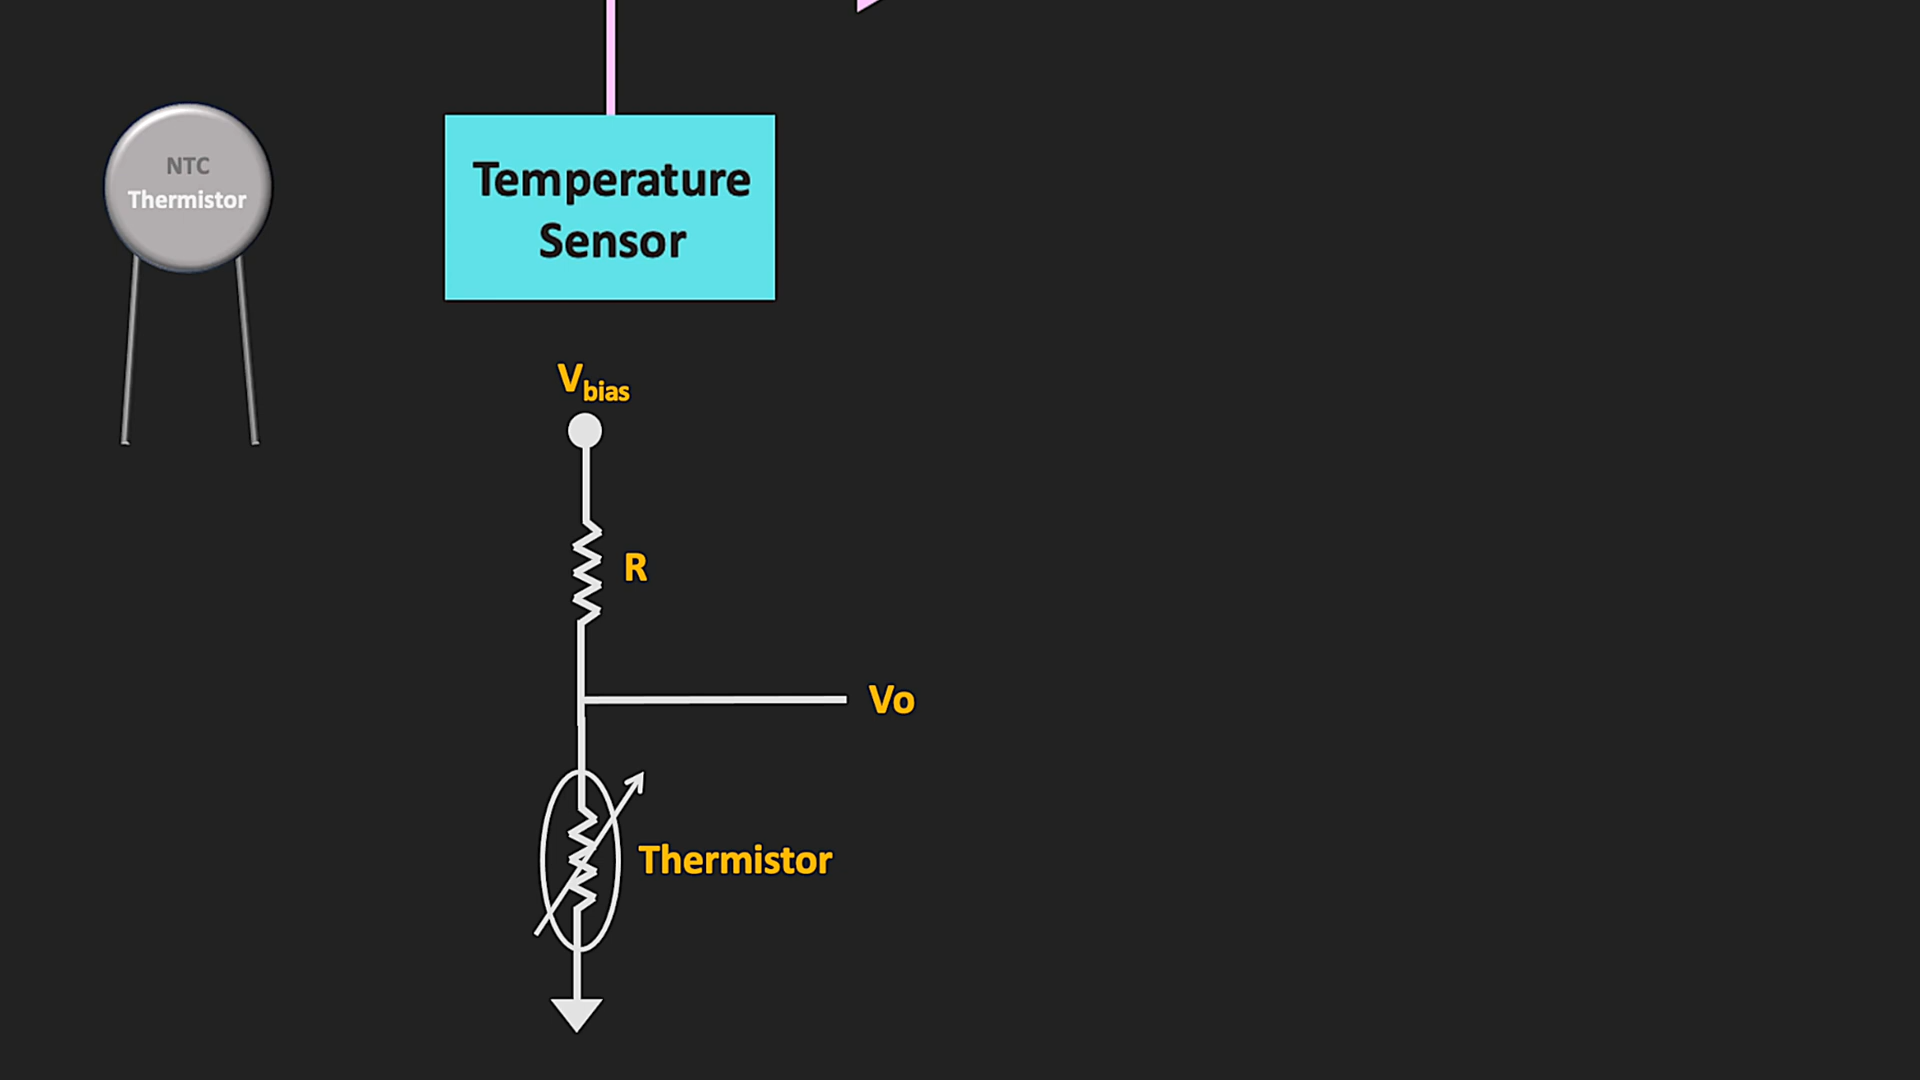 NTC
Thermistor
Temperature
Sensor
Vbias
R
Vo
Thermistor